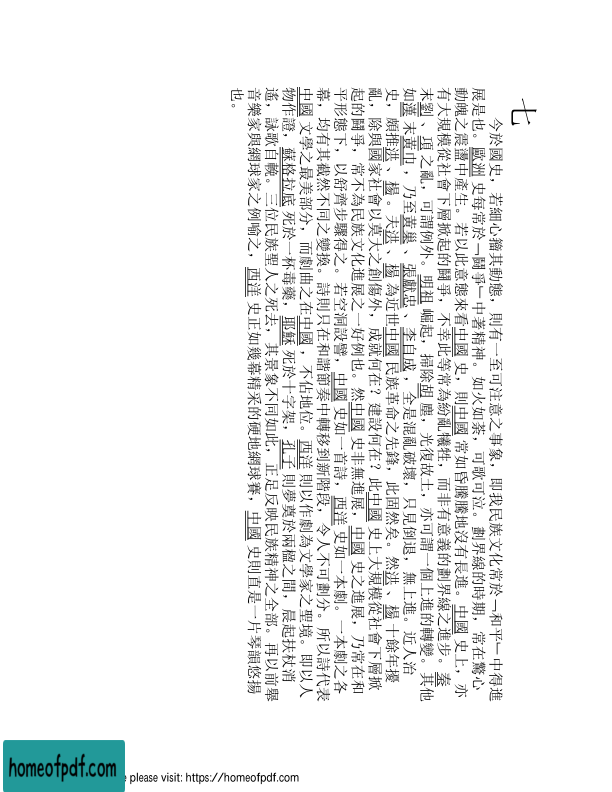 七
今於國史，若細心籀其動態，則有一至可注意之事象，即我民族文化常於「和平」中得進
展是也。歐洲史每常於「鬪爭」中著精神。如火如荼，可歌可泣。劃界線的時期，常在驚心
動魄之震盪中產生。若以此意態來看中國史，則中國常如昏騰騰地沒有長進。中國史上，亦
有大規模從社會下層掀起的鬪爭，不幸此等常為紛亂犧牲，而非有意義的劃界線之進步。秦
末劉、項之亂，可謂例外。明祖崛起，掃除胡塵，光復故土，亦可謂一個上進的轉變。其他
如漢末黃巾，乃至黃巢、張獻忠、李自成，全是混亂破壞，只見倒退，無上進。近人治
史，頗推洪、楊。夫洪、楊為近世中國民族革命之先鋒，此固然矣。然洪、楊十餘年擾
亂，除與國家社會以莫大之創傷外，成就何在？建設何在？此中國史上大規模從社會下層掀
起的鬪爭，常不為民族文化進展之一好例也。然中國史非無進展，中國史之進展，乃常在和
平形態下，以舒齊步驟得之。若空洞設譬，中國史如一首詩，西洋史如一本劇。一本劇之各
幕，均有其截然不同之變換。詩則只在和諧節奏中轉移到新階段，令人不可劃分。所以詩代表
中國文學之最美部分，而劇曲之在中國，不佔地位。西洋則以作劇為文學家之聖境。即以人
物作證，蘇格拉底死於一杯毒藥，耶穌死於十字架，孔子則夢奠於兩楹之間，晨起扶杖消
遙，詠歌自輓。三位民族聖人之死去，其景象不同如此，正足反映民族精神之全部。再以前舉
音樂家與網球家之例喻之，西洋史正如幾幕精采的硬地網球賽，中國史則直是一片琴韻悠揚
也。
homeofpdf.com
please visit: https://homeofpdf.com